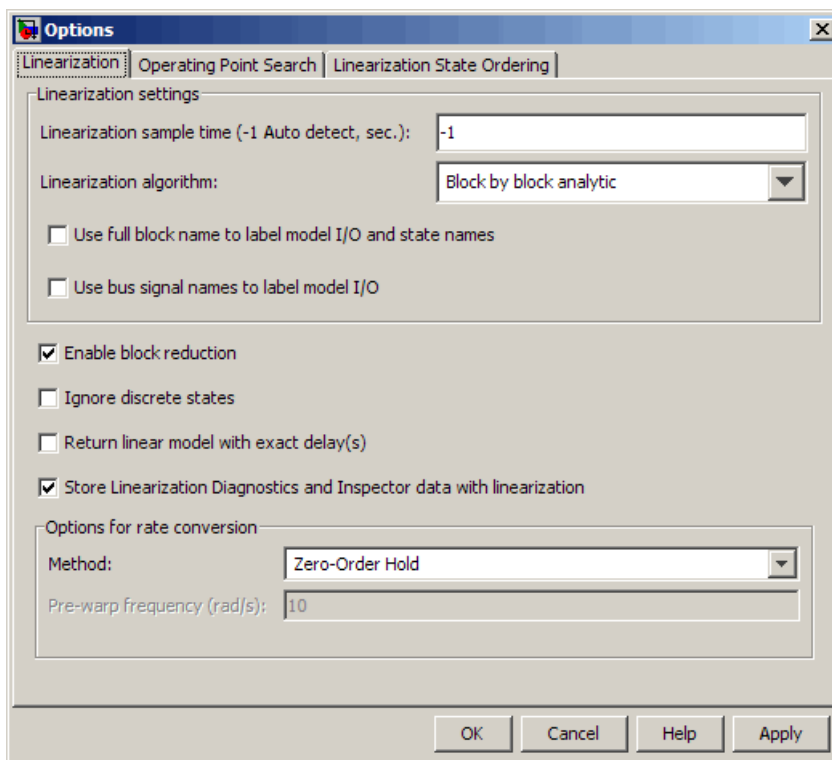 Options
Linearization Operating Point Search Linearization State Ordering
Linearization settings
Linearization sample time (-1 Auto detect, sec.): -1
Linearization algorithm: Block by block analytic
Use full block name to label model I/O and state names
Use bus signal names to label model I/O
Enable block reduction
Ignore discrete states
Return linear model with exact delay(s)
Store Linearization Diagnostics and Inspector data with linearization
Options for rate conversion
Method: Zero-Order Hold
Pre-warp frequency (rad/s): 10
OK Cancel Help Apply